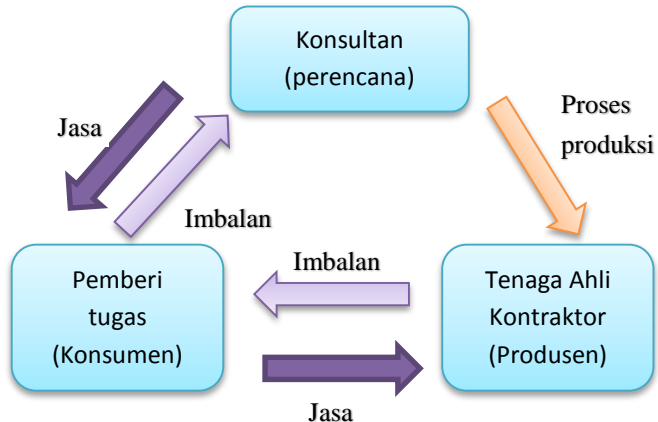 Konsultan
(perencana)
Jasa
Proses
produksi
Imbalan
Pemberi
tugas
(Konsumen)
Imbalan
Tenaga Ahli
Kontraktor
(Produsen)
Jasa